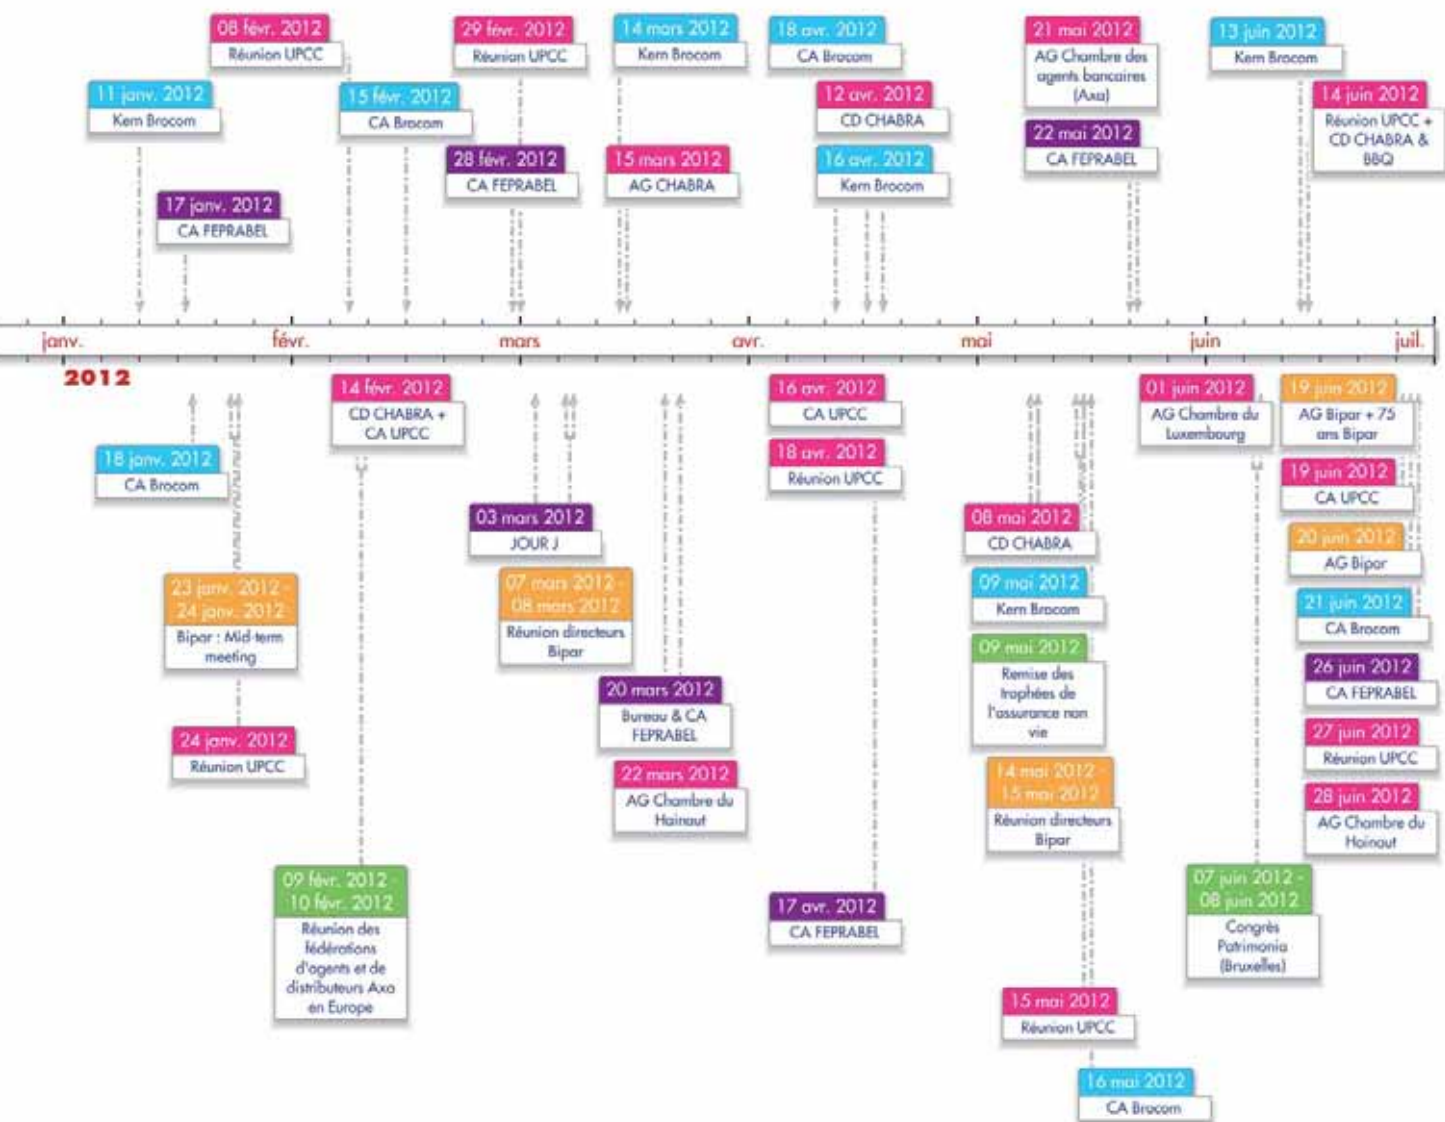 08 févr. 2012
Réunion UPCC
29 févr. 2012
Réunion UPCC
14 mars 2012
Kern Brocom
18 avr. 2012
CA Brocom
21 mai 2012
AG Chambre des
agents bancaires
(Axa)
13 juin 2012
Kern Brocom
11 janv. 2012
Kern Brocom
15 févr. 2012
CA Brocom
12 avr. 2012
CD CHABRA
14 juin 2012
Réunion UPCC +
CD CHABRA &
BBQ
28 févr. 2012
CA FEPRABEL
15 mars 2012
AG CHABRA
16 avr. 2012
Kern Brocom
22 mai 2012
CA FEPRABEL
17 janv. 2012
CA FEPRABEL
janv.
févr.
mars
avr.
mai
juin
juil.
2012
14 févr. 2012
CD CHABRA +
CA UPCC
16 avr. 2012
CA UPCC
01 juin 2012
AG Chambre du
Luxembourg
19 juin 2012
AG Bipar + 75
ans Bipar
18 janv. 2012
CA Brocom
18 avr. 2012
Réunion UPCC
19 juin 2012
CA UPCC
03 mars 2012
JOUR J
08 mai 2012
CD CHABRA
20 juin 2012
AG Bipar
23 janv. 2012 -
24 janv. 2012
Bipar : Mid-term
meeting
07 mars 2012 -
08 mars 2012
Réunion directeurs
Bipar
09 mai 2012
Kern Brocom
21 juin 2012
CA Brocom
09 mai 2012
Remise des
trophées de
l'assurance non
vie
26 juin 2012
CA FEPRABEL
20 mars 2012
Bureau & CA
FEPRABEL
24 janv. 2012
Réunion UPCC
27 juin 2012
Réunion UPCC
22 mars 2012
AG Chambre du
Hainaut
14 mai 2012 -
15 mai 2012
Réunion directeurs
Bipar
28 juin 2012
AG Chambre du
Hainaut
09 févr. 2012 -
10 févr. 2012
Réunion des
fédérations
d'agents et de
distributeurs Axa
en Europe
17 avr. 2012
CA FEPRABEL
07 juin 2012 -
08 juin 2012
Congrès
Patrimonia
(Bruxelles)
15 mai 2012
Réunion UPCC
16 mai 2012
CA Brocom